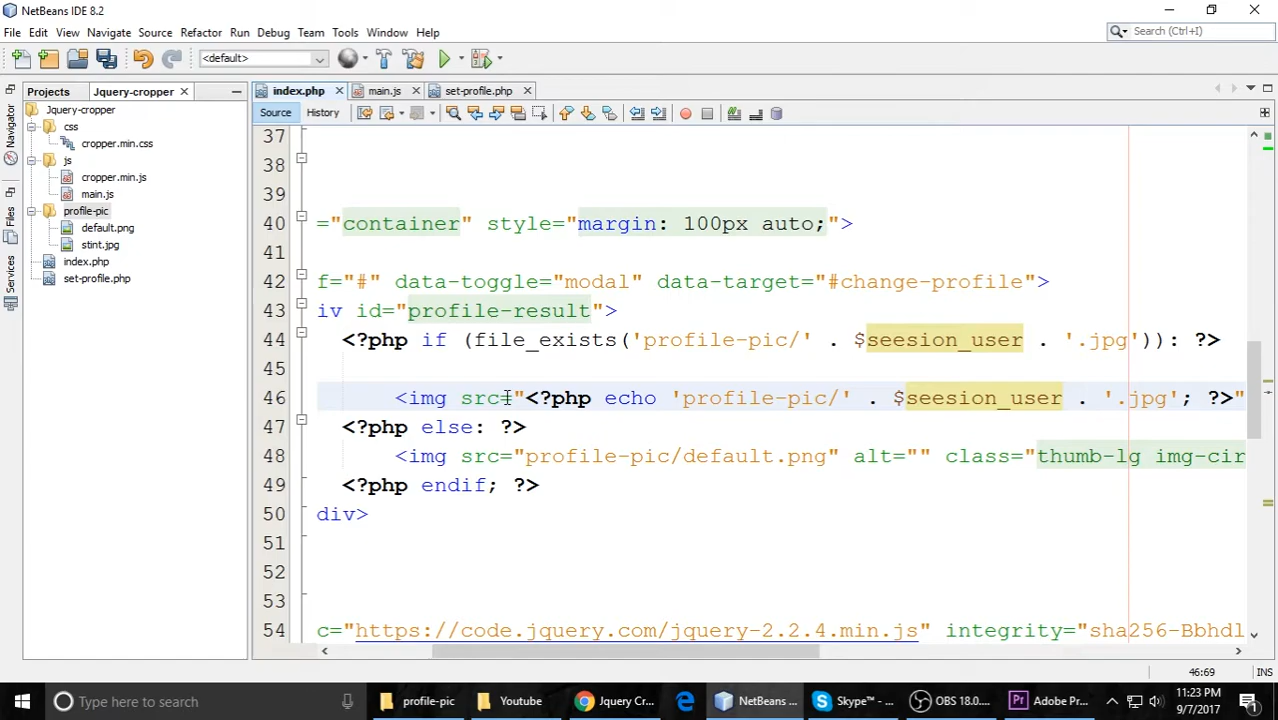 NetBeans IDE 8.2
File Edit View Navigate Source Refactor Run Debug Team Tools Window Help
Search (Ctrl+I)
<default>
Projects Jquery-cropper
index.php main.js set-profile.php
Source History
Navigator
Files
Services
Jquery-cropper
css
cropper.min.css
js
cropper.min.js
main.js
profile-pic
default.png
stint.jpg
index.php
set-profile.php
37
38
39
40 ="container" style="margin: 100px auto;">
41
42 f="#" data-toggle="modal" data-target="#change-profile">
43 iv id="profile-result">
44 <?php if (file_exists('profile-pic/' . $seesion_user . '.jpg')): ?>
45
46 <img src="<?php echo 'profile-pic/' . $seesion_user . '.jpg'; ?>"
47 <?php else: ?>
48 <img src="profile-pic/default.png" alt="" class="thumb-lg img-cir
49 <?php endif; ?>
50 div>
51
52
53
54 c="https://code.jquery.com/jquery-2.2.4.min.js" integrity="sha256-Bbhdl
46:69 INS
Type here to search
profile-pic
Youtube
Jquery Cr...
NetBeans ...
Skype™ - ...
OBS 18.0....
Adobe Pr...
11:23 PM
9/7/2017